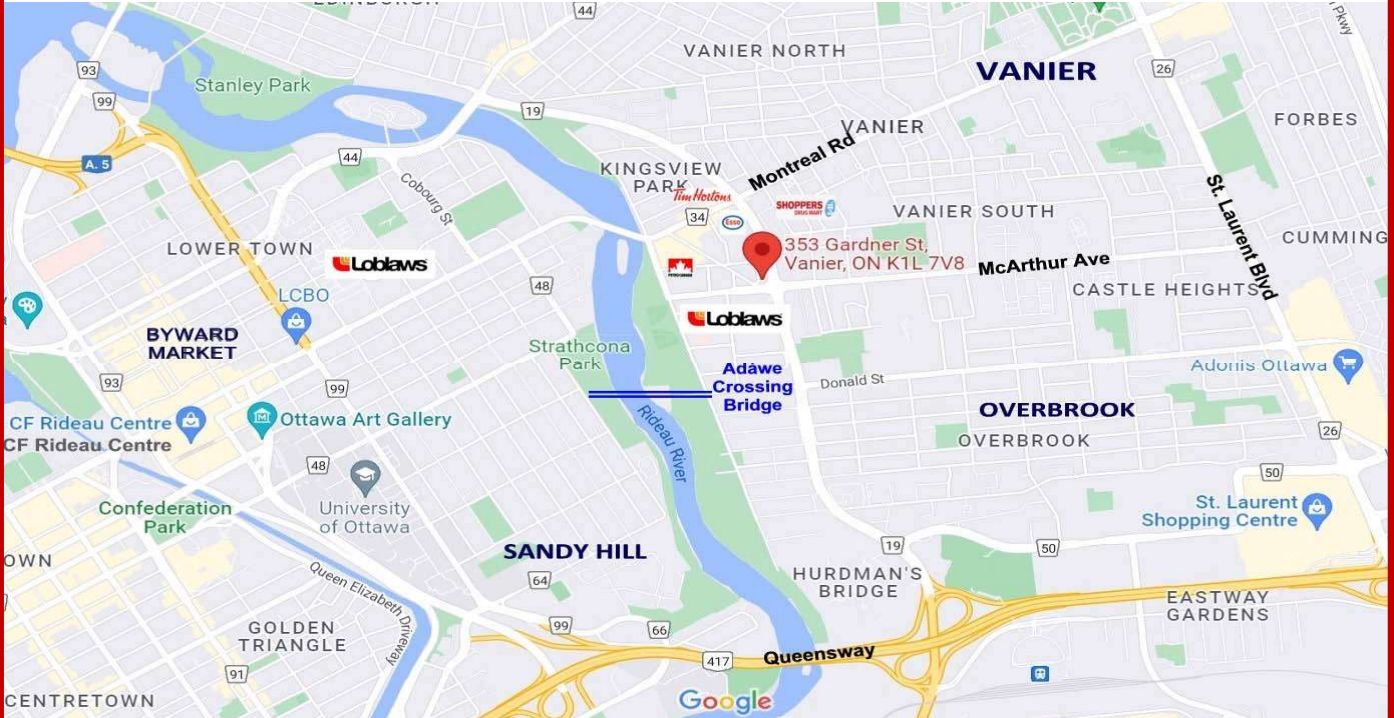 44
VANIER NORTH
VANIER
93
Stanley Park
26
99
19
FORBES
VANIER
A. 5
44
KINGSVIEW
PARK
Montreal Rd
Cobourg St
Tim Hortons
34
Esso
SHOPPERS
DRUG MART
VANIER SOUTH
St. Laurent Blvd
LOWER TOWN
Loblaws
353 Gardner St,
Vanier, ON K1L 7V8
McArthur Ave
CUMMING
PETRO-CANADA
48
CASTLE HEIGHTS
LCBO
Loblaws
BYWARD
MARKET
Strathcona
Park
Adàwe
Crossing
Bridge
Donald St
Adonis Ottawa
93
99
CF Rideau Centre
CF Rideau Centre
Ottawa Art Gallery
Rideau River
OVERBROOK
OVERBROOK
26
48
50
University
of Ottawa
Confederation
Park
St. Laurent
Shopping Centre
OWN
SANDY HILL
19
50
64
HURDMAN'S
BRIDGE
Queen Elizabeth Driveway
EASTWAY
GARDENS
GOLDEN
TRIANGLE
99
66
417
Queensway
91
CENTRETOWN
Google